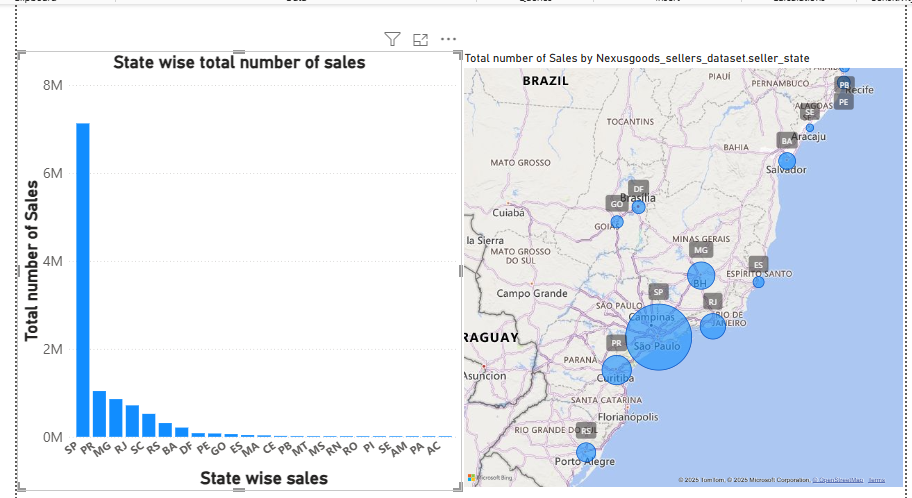 State wise total number of sales
8M
6M
4M
2M
0M
Total number of Sales
SP PR MG RJ SC RS BA DF PE GO ES MA CE PB MT MS RN RO PI SE AM PA AC
State wise sales
Total number of Sales by Nexusgoods_sellers_dataset.seller_state
BRAZIL
PIAUÍ
PERNAMBUCO
PB
Recife
PE
ALAGOAS
SE
Aracaju
TOCANTINS
BAHIA
BA
Salvador
MATO GROSSO
DF
Brasília
GO
GOIÁS
Cuiabá
la Sierra
MATO GROSSO
DO SUL
MINAS GERAIS
MG
BH
ES
ESPÍRITO SANTO
Campo Grande
SP
SÃO PAULO
RJ
RIO DE
JANEIRO
Campinas
São Paulo
RAGUAY
PR
PARANÁ
Curitiba
Asuncion
SANTA CATARINA
Florianópolis
RIO GRANDE DO SUL
RS
Porto Alegre
Microsoft Bing
© 2025 TomTom, © 2025 Microsoft Corporation, © OpenStreetMap Terms